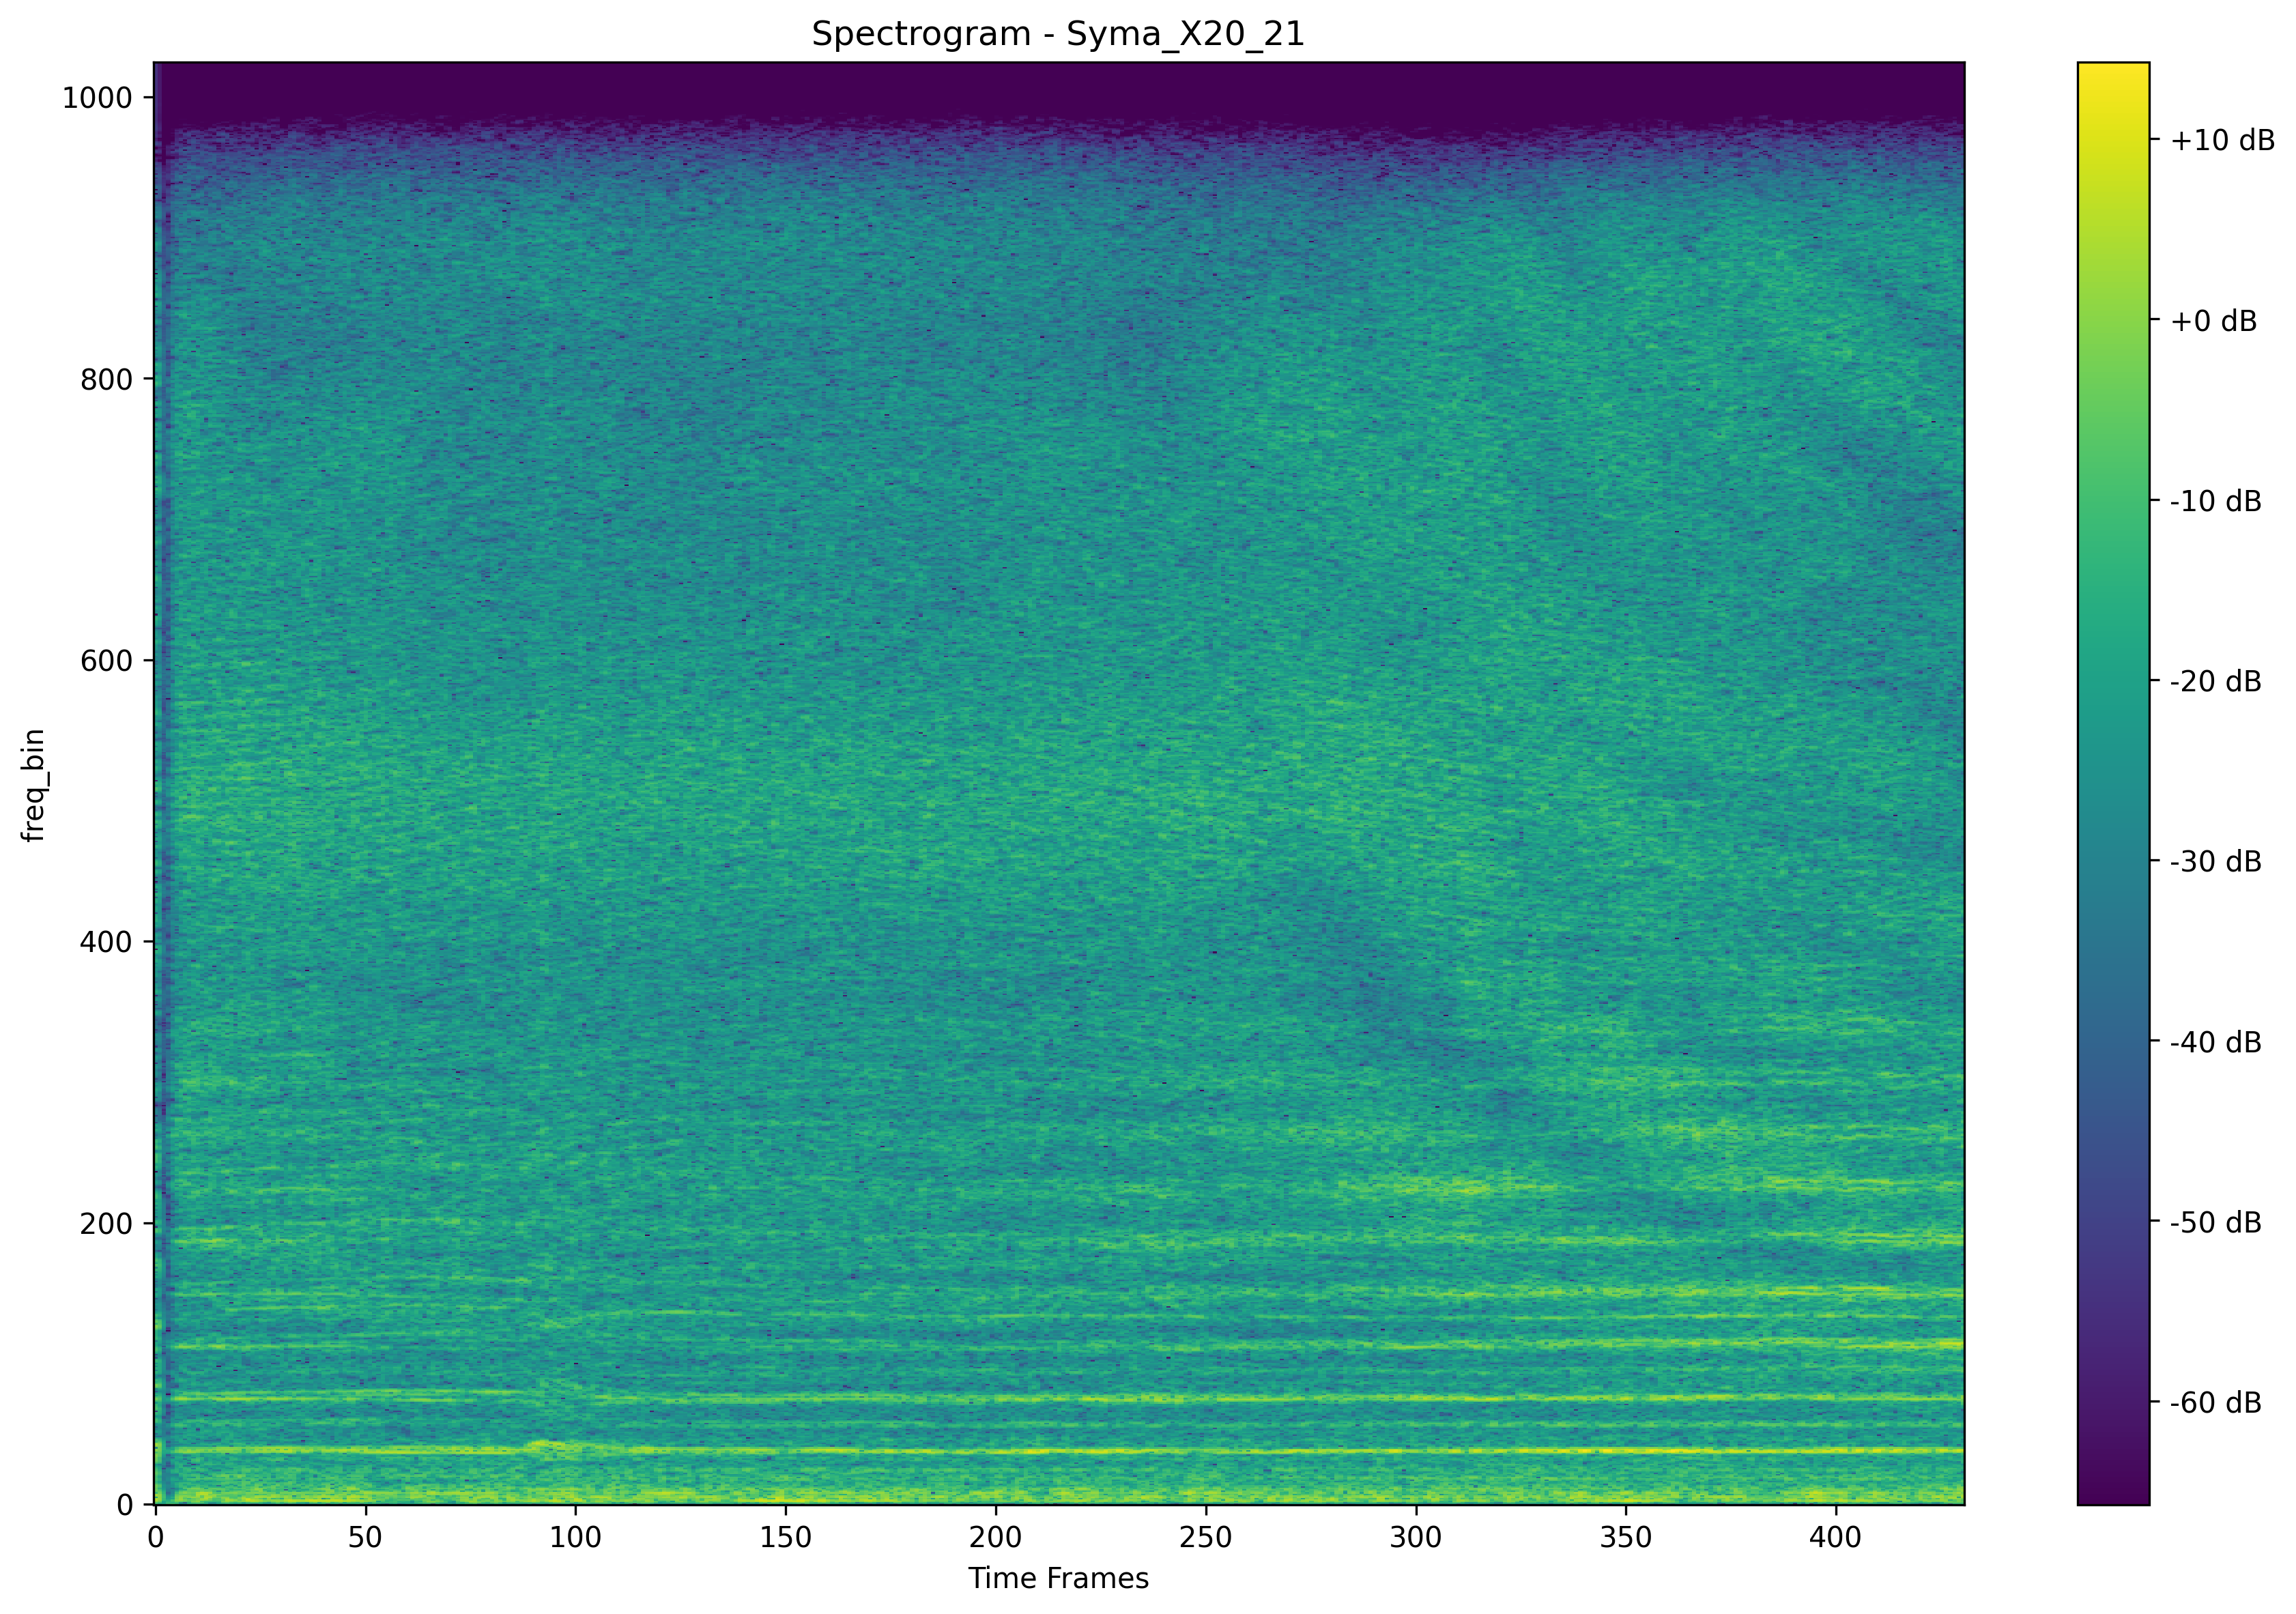 Spectrogram - Syma_X20_21
1000
800
600
400
200
0
freq_bin
0 50 100 150 200 250 300 350 400
Time Frames
+10 dB
+0 dB
-10 dB
-20 dB
-30 dB
-40 dB
-50 dB
-60 dB